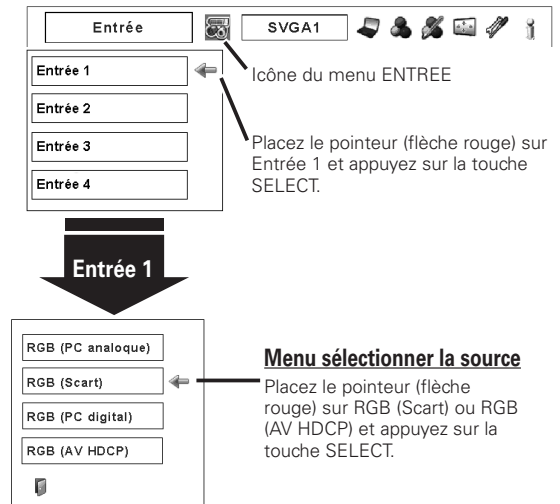 Entrée
SVGA1
Icône du menu ENTREE
Entrée 1
Entrée 2
Entrée 3
Entrée 4
Placez le pointeur (flèche rouge) sur
Entrée 1 et appuyez sur la touche
SELECT.
Entrée 1
RGB (PC analoque)
RGB (Scart)
RGB (PC digital)
RGB (AV HDCP)
Menu sélectionner la source
Placez le pointeur (flèche
rouge) sur RGB (Scart) ou RGB
(AV HDCP) et appuyez sur la
touche SELECT.